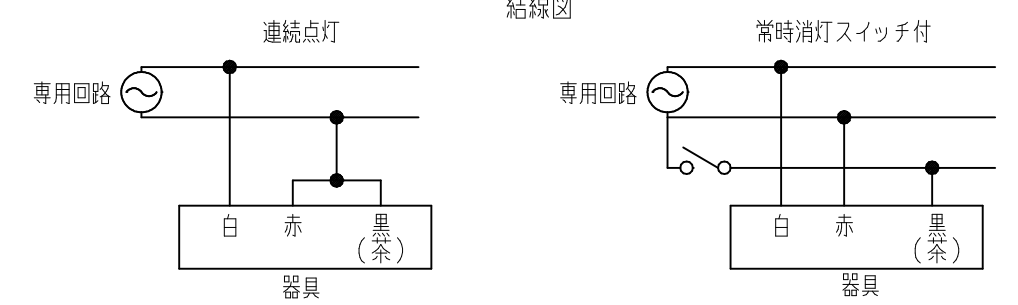 結線図
連続点灯
専用回路
白 赤 黒
(茶)
器具
常時消灯スイッチ付
専用回路
白 赤 黒
(茶)
器具